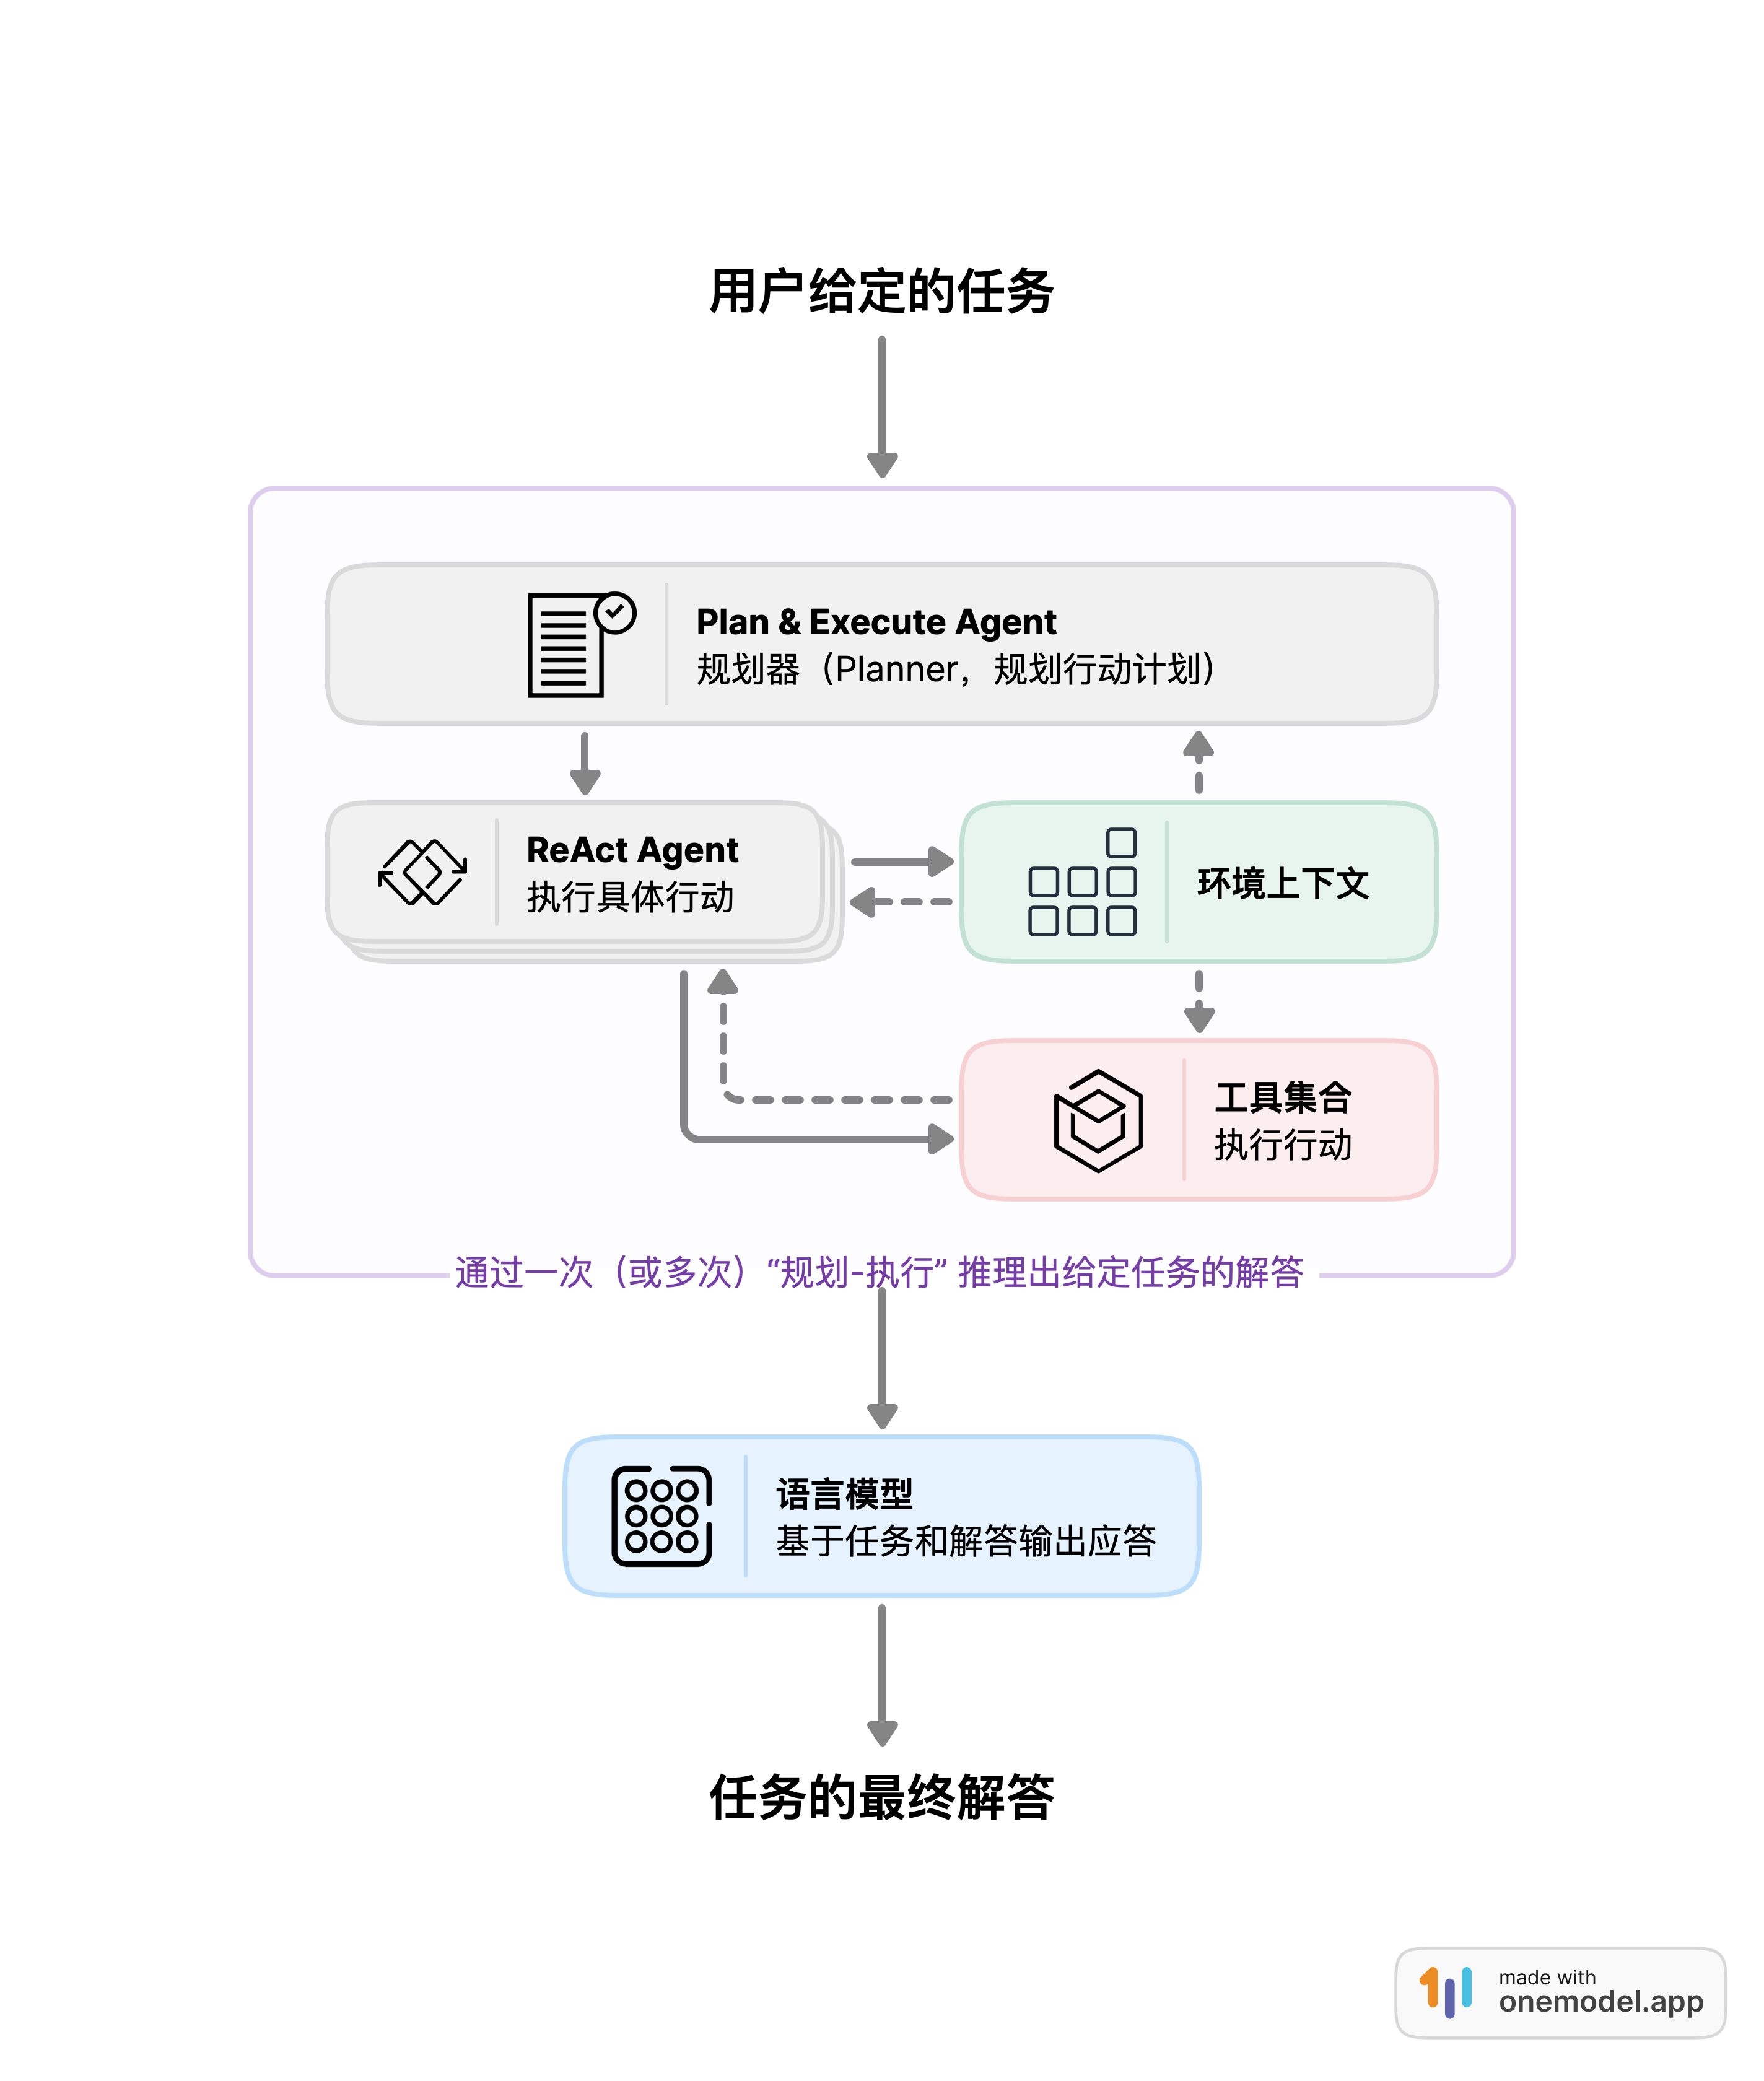 用户给定的任务
Plan & Execute Agent
规划器（Planner，规划行动计划）
ReAct Agent
执行具体行动
环境上下文
工具集合
执行行动
通过一次（或多次）“规划-执行” 推理出给定任务的解答
语言模型
基于任务和解答输出应答
任务的最终解答
made with
onemodel.app